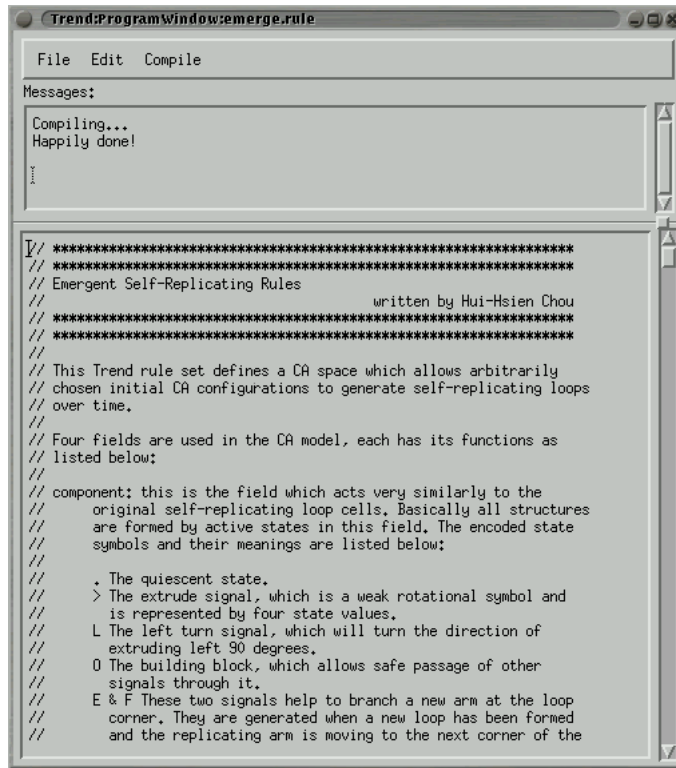 Trend:ProgramWindow:emerge.rule
File Edit Compile
Messages:
Compiling...
Happily done!
// *****************************************************************
// *****************************************************************
// Emergent Self-Replicating Rules
// written by Hui-Hsien Chou
// *****************************************************************
// *****************************************************************
//
// This Trend rule set defines a CA space which allows arbitrarily
// chosen initial CA configurations to generate self-replicating loops
// over time.
//
// Four fields are used in the CA model, each has its functions as
// listed below:
//
// component: this is the field which acts very similarly to the
// original self-replicating loop cells. Basically all structures
// are formed by active states in this field. The encoded state
// symbols and their meanings are listed below:
//
// . The quiescent state.
// > The extrude signal, which is a weak rotational symbol and
// is represented by four state values.
// L The left turn signal, which will turn the direction of
// extruding left 90 degrees.
// O The building block, which allows safe passage of other
// signals through it.
// E & F These two signals help to branch a new arm at the loop
// corner. They are generated when a new loop has been formed
// and the replicating arm is moving to the next corner of the